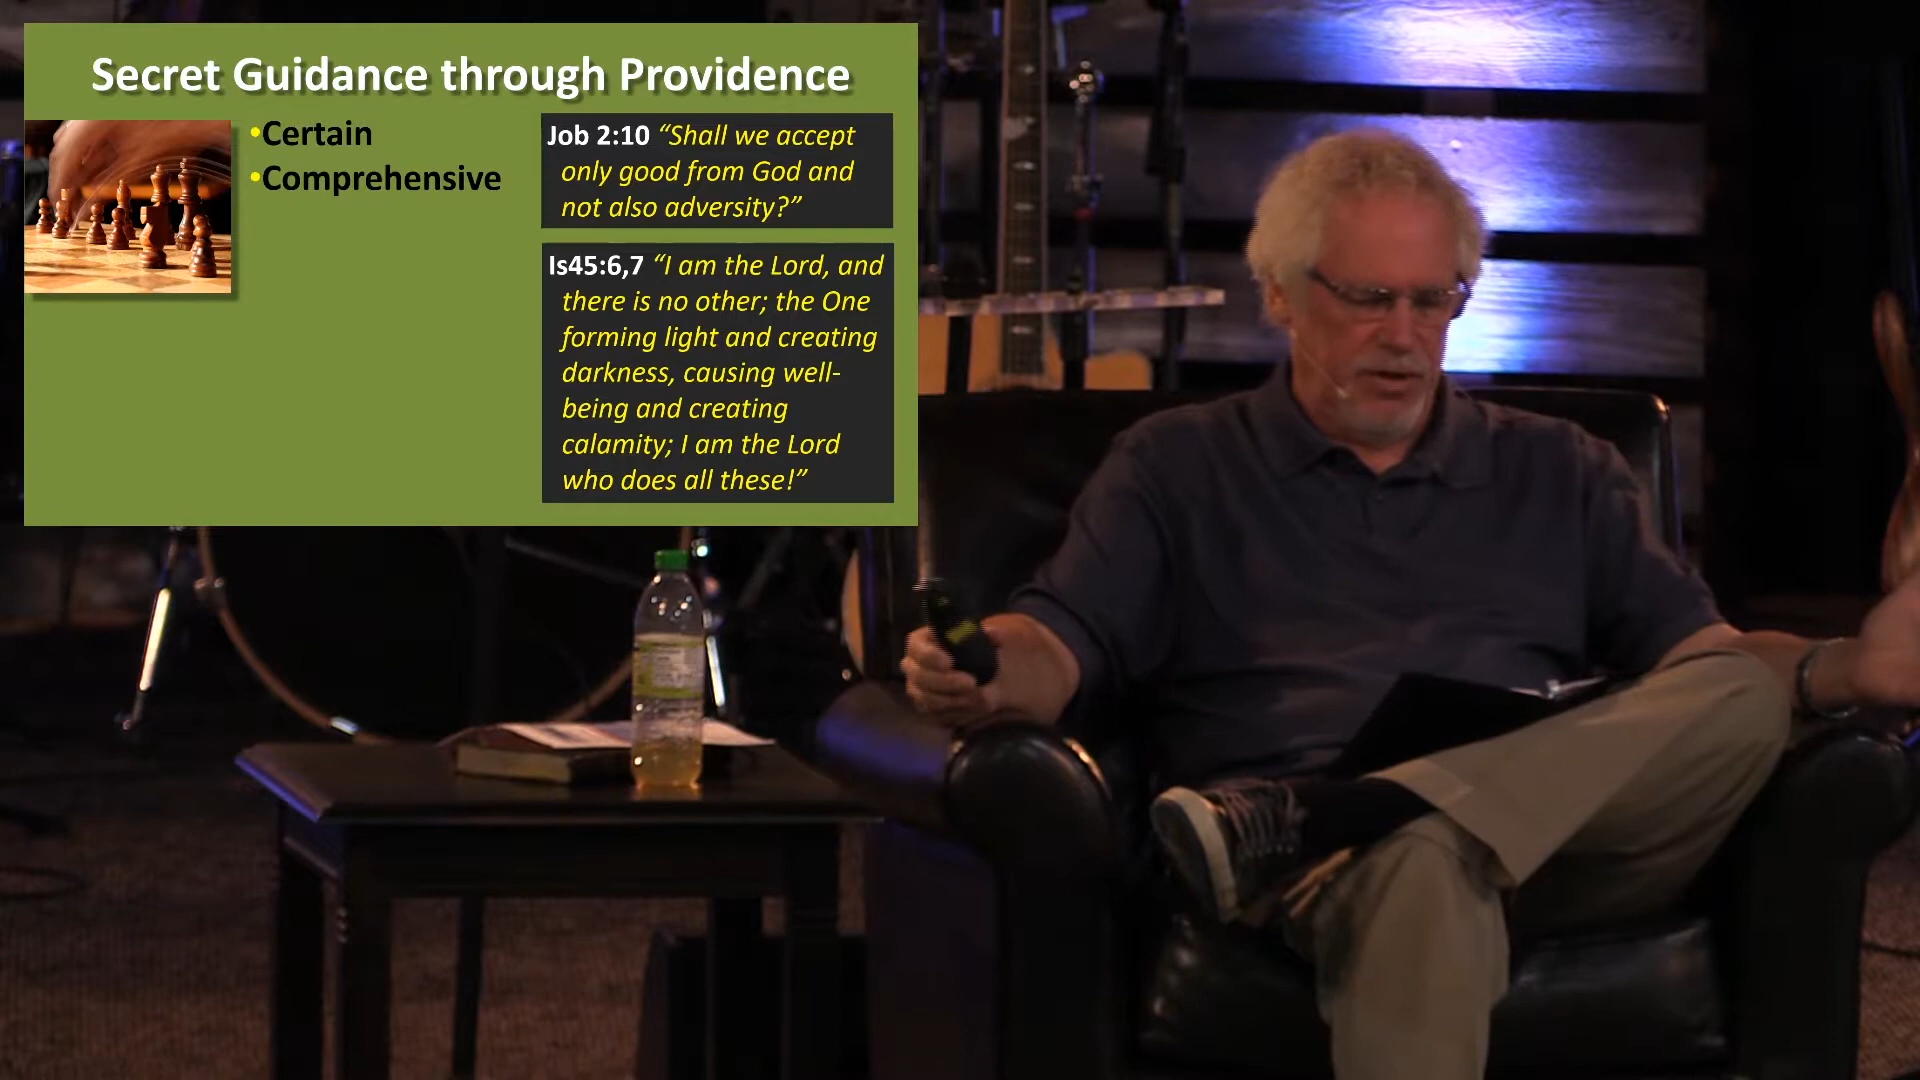 Secret Guidance through Providence
•Certain
•Comprehensive
Job 2:10 “Shall we accept
only good from God and
not also adversity?”
Is45:6,7 “I am the Lord, and
there is no other; the One
forming light and creating
darkness, causing well-
being and creating
calamity; I am the Lord
who does all these!”